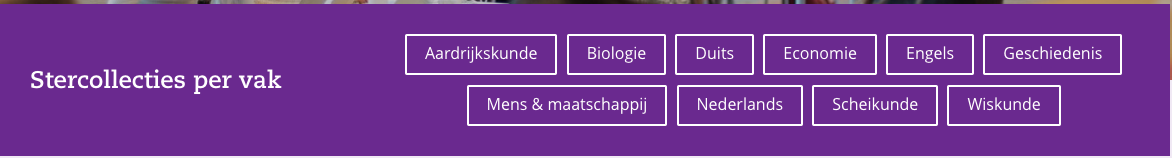 Stercollecties per vak
Aardrijkskunde Biologie Duits Economie Engels Geschiedenis
Mens & maatschappij Nederlands Scheikunde Wiskunde